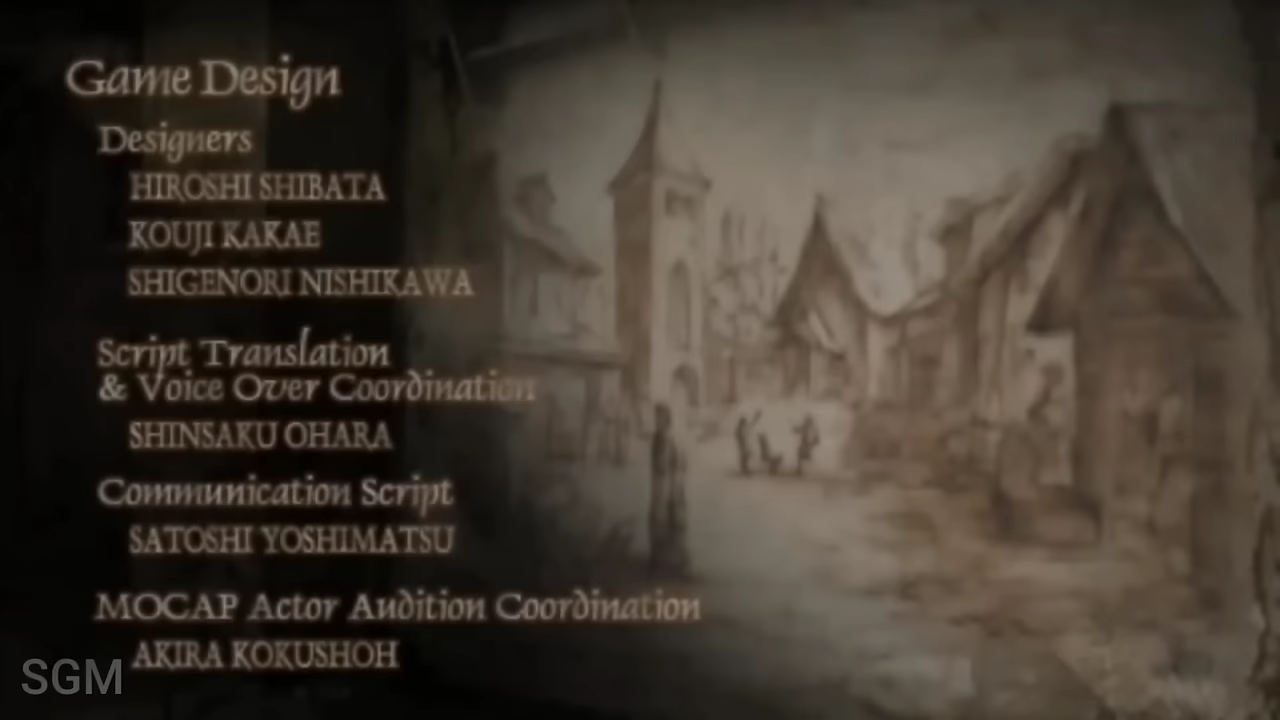 Game Design
Designers
HIROSHI SHIBATA
KOUJI KAKAE
SHIGENORI NISHIKAWA
Script Translation
& Voice Over Coordination
SHINSAKU OHARA
Communication Script
SATOSHI YOSHIMATSU
MOCAP Actor Audition Coordination
AKIRA KOKUSHOH
SGM